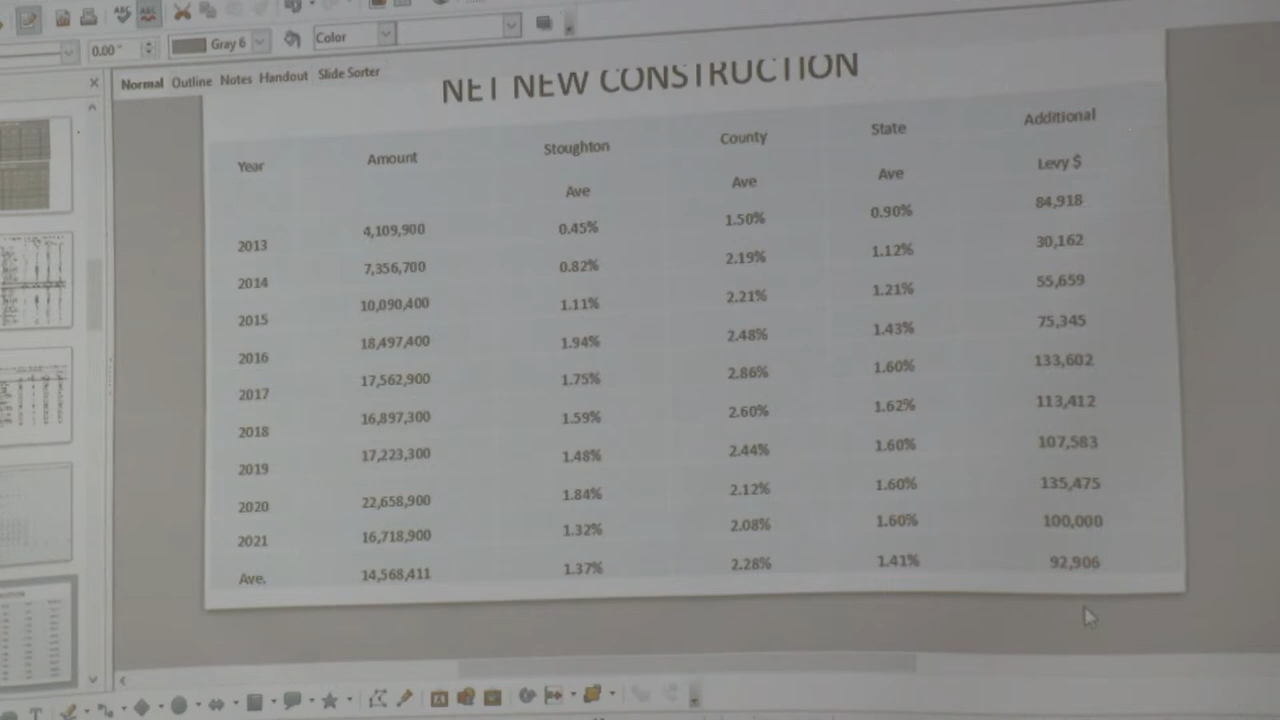 0.00 "
Gray 6
Color
Normal Outline Notes Handout Slide Sorter
NET NEW CONSTRUCTION
Year Amount Stoughton Ave County Ave State Ave Additional Levy $
2013 4,109,900 0.45% 1.50% 0.90% 84,918
2014 7,356,700 0.82% 2.19% 1.12% 30,162
2015 10,090,400 1.11% 2.21% 1.21% 55,659
2016 18,497,400 1.94% 2.48% 1.43% 75,345
2017 17,562,900 1.75% 2.86% 1.60% 133,602
2018 16,897,300 1.59% 2.60% 1.62% 113,412
2019 17,223,300 1.48% 2.44% 1.60% 107,583
2020 22,658,900 1.84% 2.12% 1.60% 135,475
2021 16,718,900 1.32% 2.08% 1.60% 100,000
Ave. 14,568,411 1.37% 2.28% 1.41% 92,906